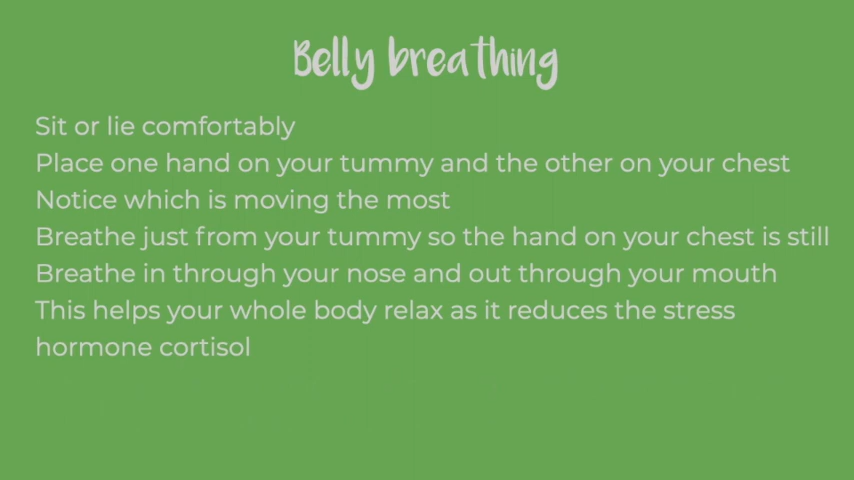 Belly breathing
Sit or lie comfortably
Place one hand on your tummy and the other on your chest
Notice which is moving the most
Breathe just from your tummy so the hand on your chest is still
Breathe in through your nose and out through your mouth
This helps your whole body relax as it reduces the stress
hormone cortisol